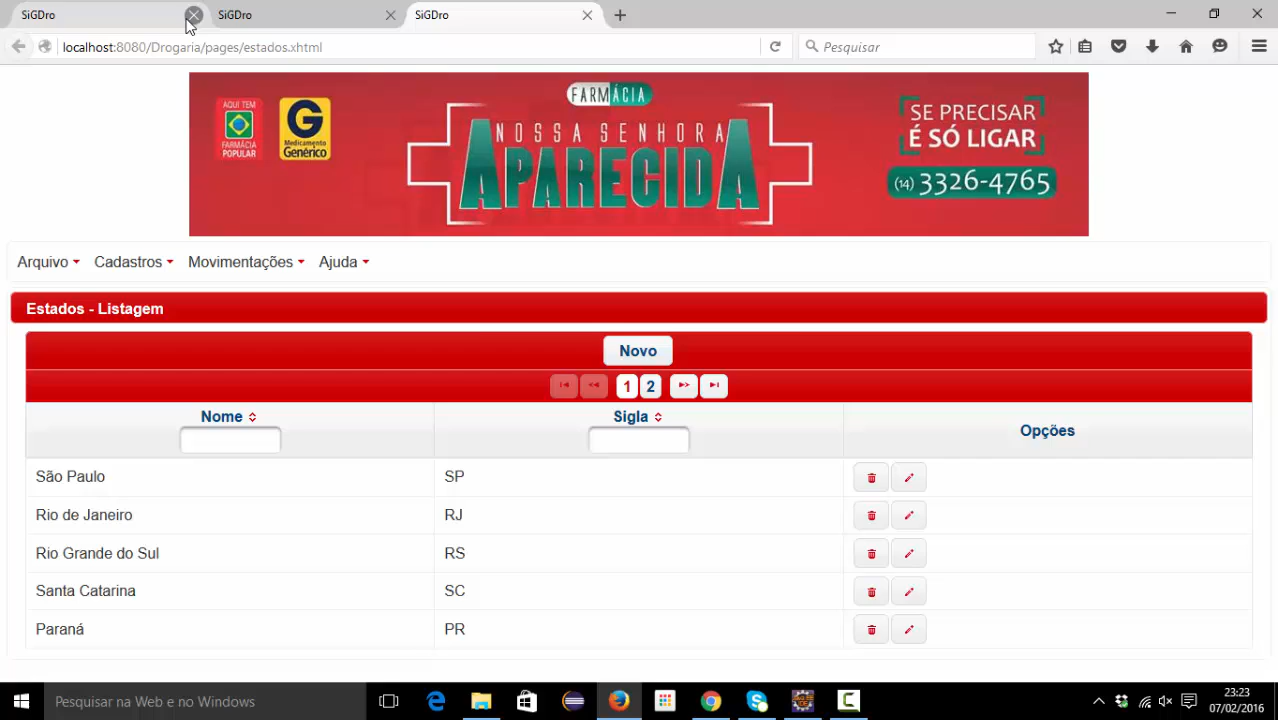 SiGDro
SiGDro
SiGDro
localhost:8080/Drogaria/pages/estados.xhtml
Pesquisar
AQUI TEM
FARMÁCIA
POPULAR
G
Medicamento
Genérico
FARMÁCIA
NOSSA SENHORA
APARECIDA
SE PRECISAR
É SÓ LIGAR
(14) 3326-4765
Arquivo Cadastros Movimentações Ajuda
Estados - Listagem
Novo
1 2
Nome Sigla Opções
São Paulo SP
Rio de Janeiro RJ
Rio Grande do Sul RS
Santa Catarina SC
Paraná PR
Pesquisar na Web e no Windows
23:23
07/02/2016